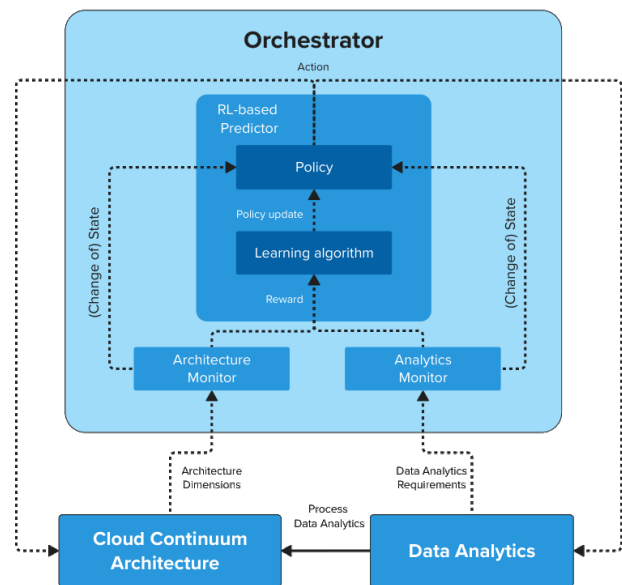 Orchestrator
Action
RL-based
Predictor
Policy
(Change of) State
(Change of) State
Policy update
Learning algorithm
Reward
Architecture
Monitor
Analytics
Monitor
Architecture
Dimensions
Data Analytics
Requirements
Process
Data Analytics
Cloud Continuum
Architecture
Data Analytics